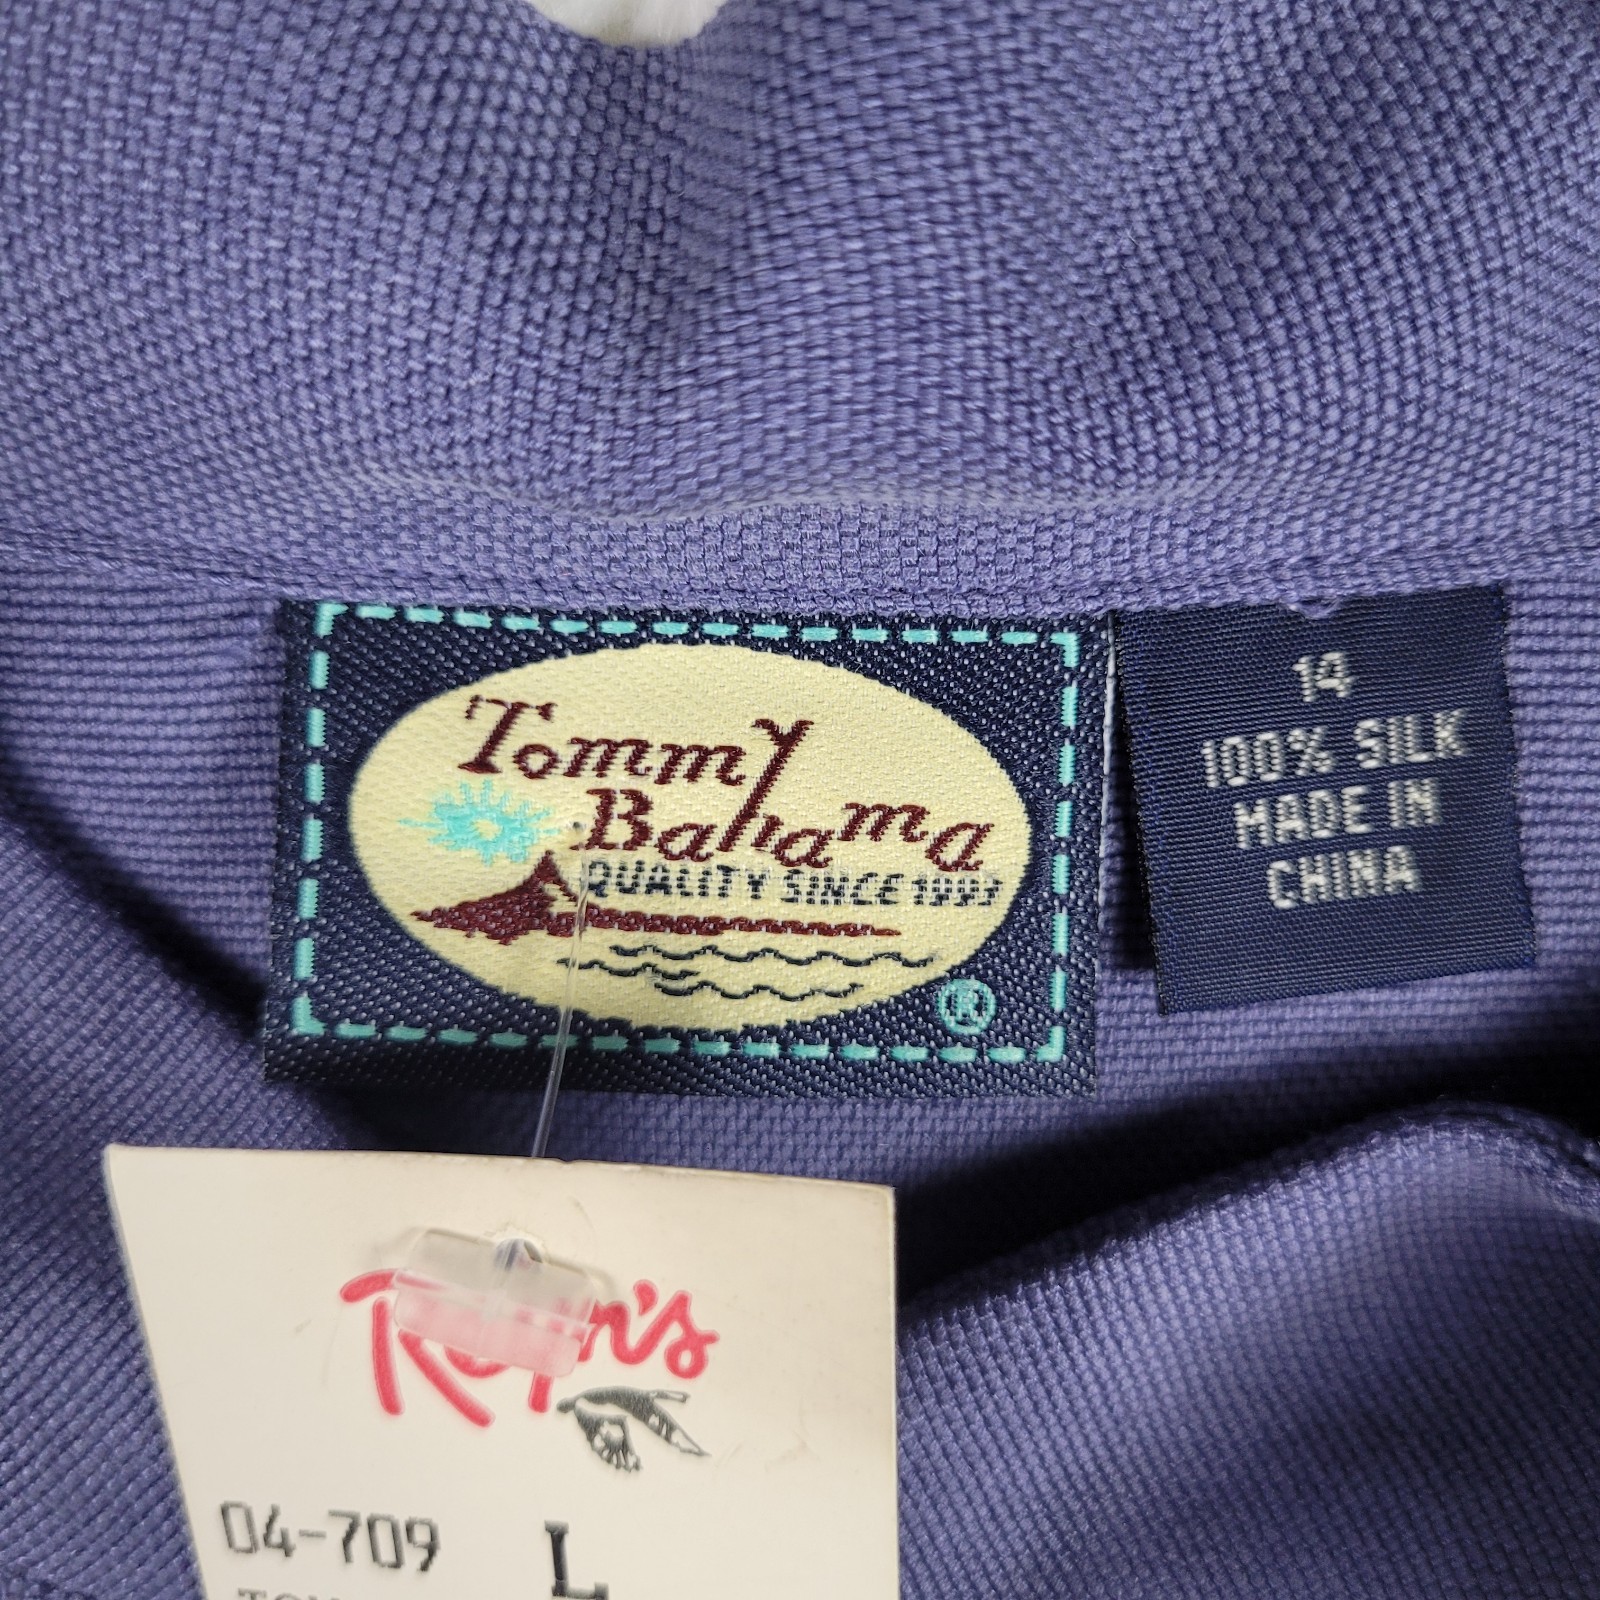 Tommy
Bahama
QUALITY SINCE 1993
®
14
100% SILK
MADE IN
CHINA
04-709
L